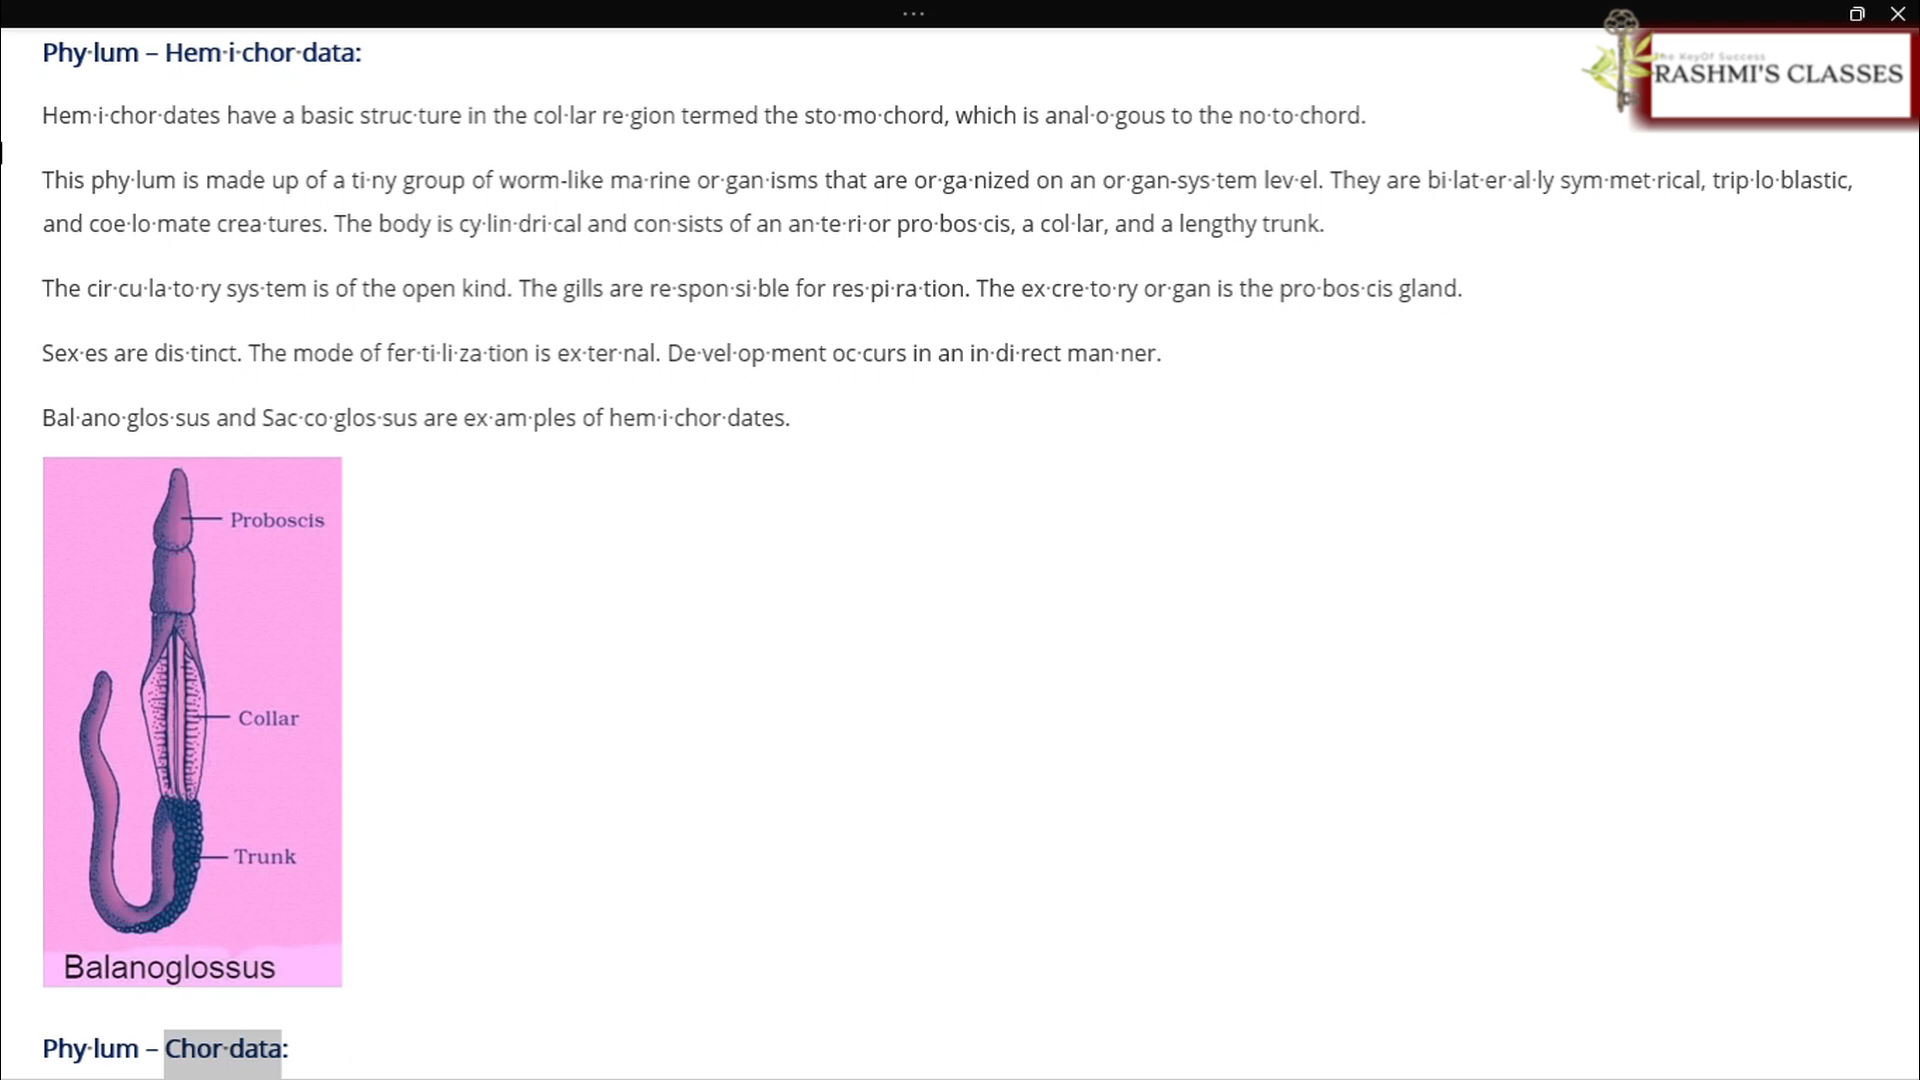 ...
Phy·lum – Hem·i·chor·data:
The KeyOf Success
RASHMI'S CLASSES
Hem·i·chor·dates have a basic struc·ture in the col·lar re·gion termed the sto·mo·chord, which is anal·o·gous to the no·to·chord.
This phy·lum is made up of a ti·ny group of worm-like ma·rine or·gan·isms that are or·ga·nized on an or·gan-sys·tem lev·el. They are bi·lat·er·al·ly sym·met·rical, trip·lo·blastic,
and coe·lo·mate crea·tures. The body is cy·lin·dri·cal and con·sists of an an·te·ri·or pro·bos·cis, a col·lar, and a lengthy trunk.
The cir·cu·la·to·ry sys·tem is of the open kind. The gills are re·spon·si·ble for res·pi·ra·tion. The ex·cre·to·ry or·gan is the pro·bos·cis gland.
Sex·es are dis·tinct. The mode of fer·ti·li·za·tion is ex·ter·nal. De·vel·op·ment oc·curs in an in·di·rect man·ner.
Bal·ano·glos·sus and Sac·co·glos·sus are ex·am·ples of hem·i·chor·dates.
Proboscis
Collar
Trunk
Balanoglossus
Phy·lum – Chor·data: